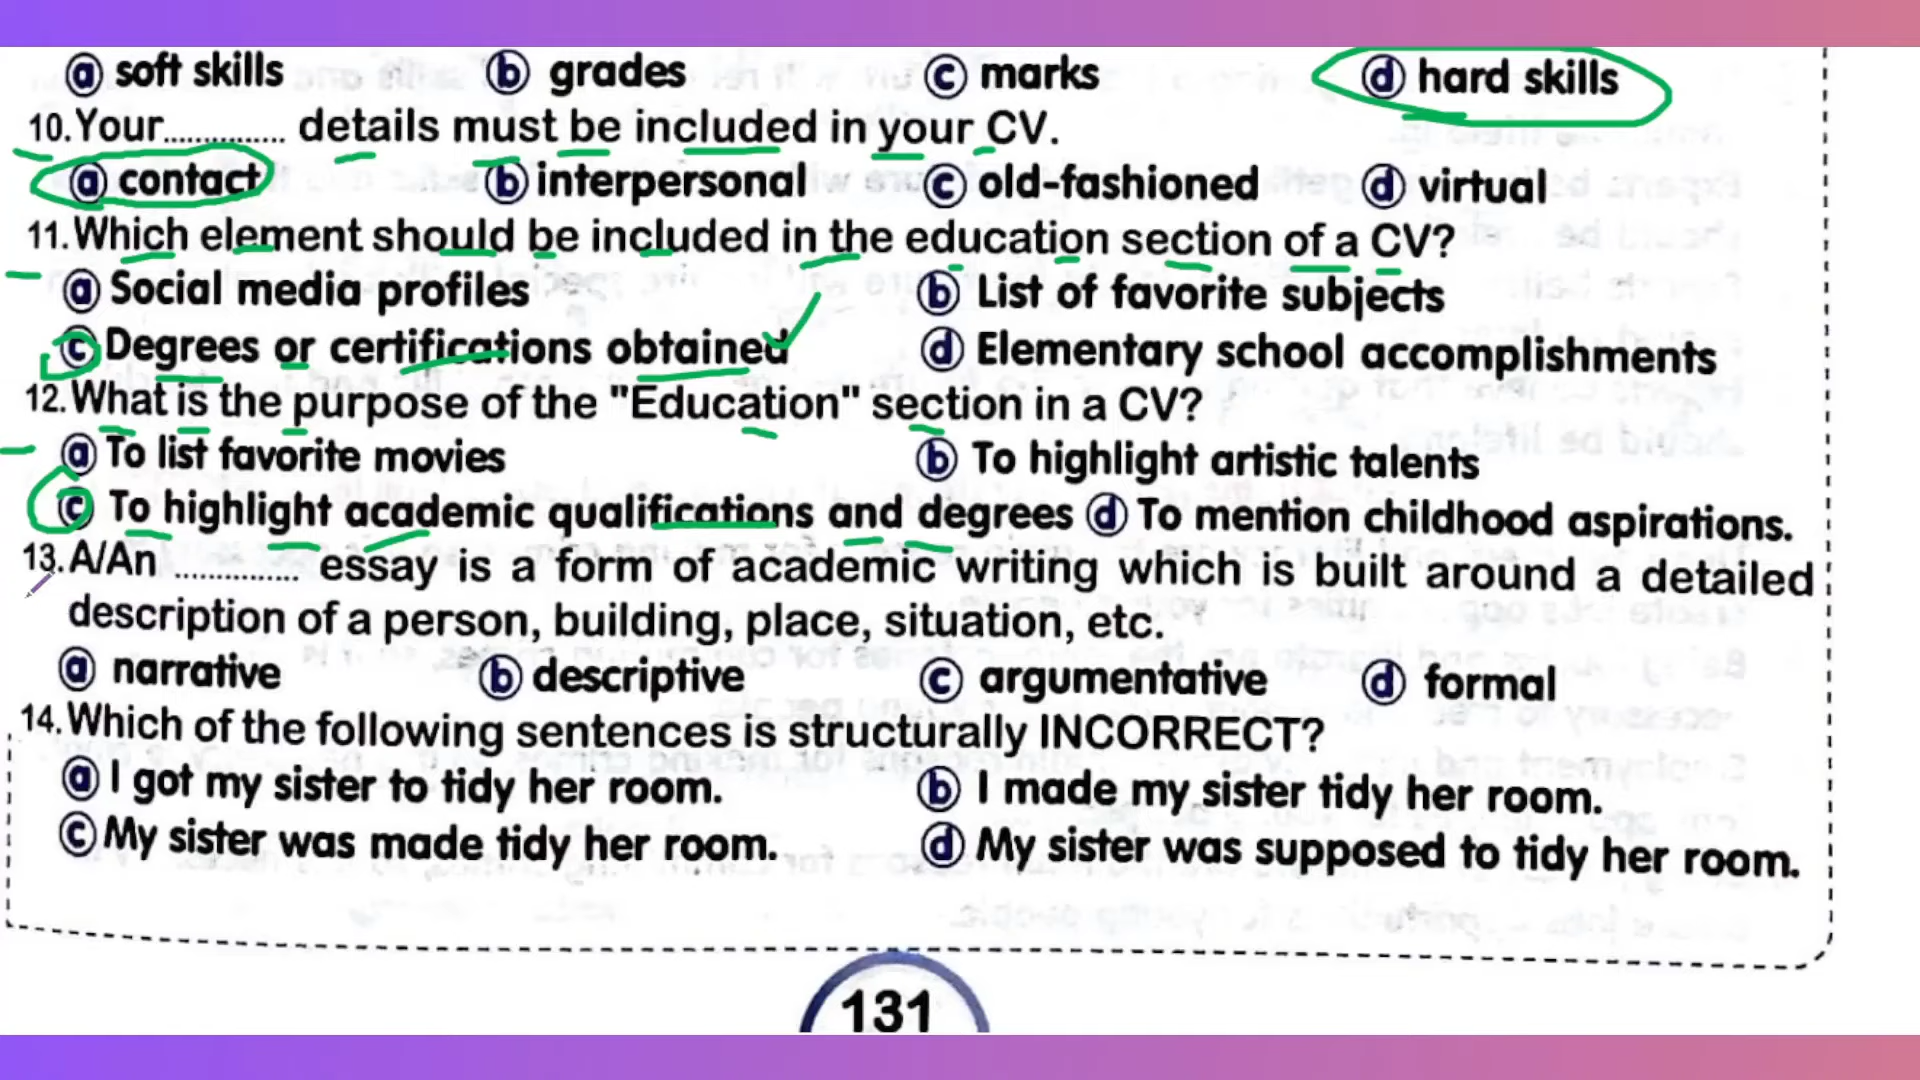 a soft skills b grades c marks d hard skills
10. Your.............. details must be included in your CV.
a contact b interpersonal c old-fashioned d virtual
11. Which element should be included in the education section of a CV?
a Social media profiles b List of favorite subjects
c Degrees or certifications obtained d Elementary school accomplishments
12. What is the purpose of the "Education" section in a CV?
a To list favorite movies b To highlight artistic talents
c To highlight academic qualifications and degrees d To mention childhood aspirations.
13. A/An .............. essay is a form of academic writing which is built around a detailed
description of a person, building, place, situation, etc.
a narrative b descriptive c argumentative d formal
14. Which of the following sentences is structurally INCORRECT?
a I got my sister to tidy her room. b I made my sister tidy her room.
c My sister was made tidy her room. d My sister was supposed to tidy her room.
131